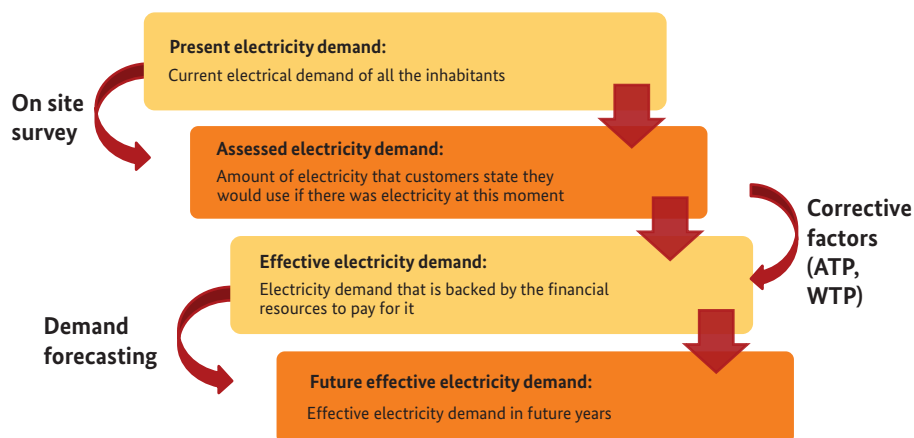 Present electricity demand:
Current electrical demand of all the inhabitants
On site
survey
Assessed electricity demand:
Amount of electricity that customers state they
would use if there was electricity at this moment
Corrective
factors
(ATP,
WTP)
Effective electricity demand:
Electricity demand that is backed by the financial
resources to pay for it
Demand
forecasting
Future effective electricity demand:
Effective electricity demand in future years